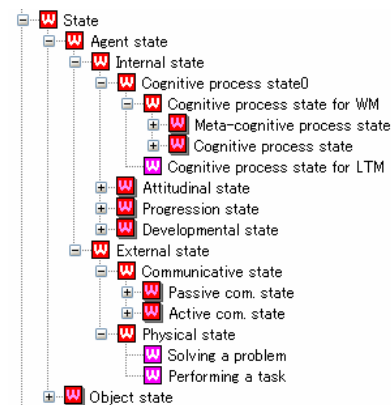 State
Agent state
Internal state
Cognitive process state0
Cognitive process state for WM
Meta-cognitive process state
Cognitive process state
Cognitive process state for LTM
Attitudinal state
Progression state
Developmental state
External state
Communicative state
Passive com. state
Active com. state
Physical state
Solving a problem
Performing a task
Object state